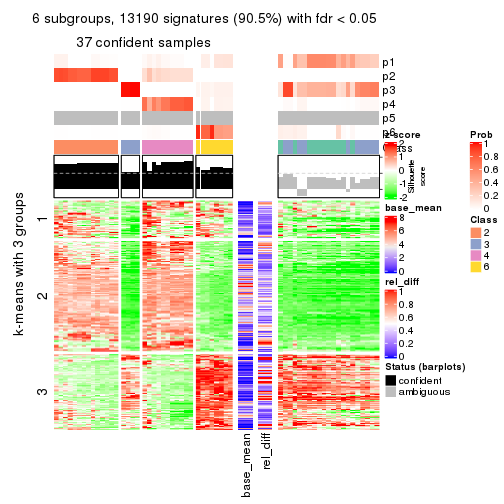 6 subgroups, 13190 signatures (90.5%) with fdr < 0.05
37 confident samples
p1
p2
p3
p4
p5
p6
Class
Silhouette
score
k-means with 3 groups
1
2
3
base_mean
rel_diff
z-score
2
1
0
-1
-2
base_mean
8
6
4
2
0
rel_diff
1
0.8
0.6
0.4
0.2
0
Status (barplots)
confident
ambiguous
Prob
1
0.8
0.6
0.4
0.2
0
Class
2
3
4
6